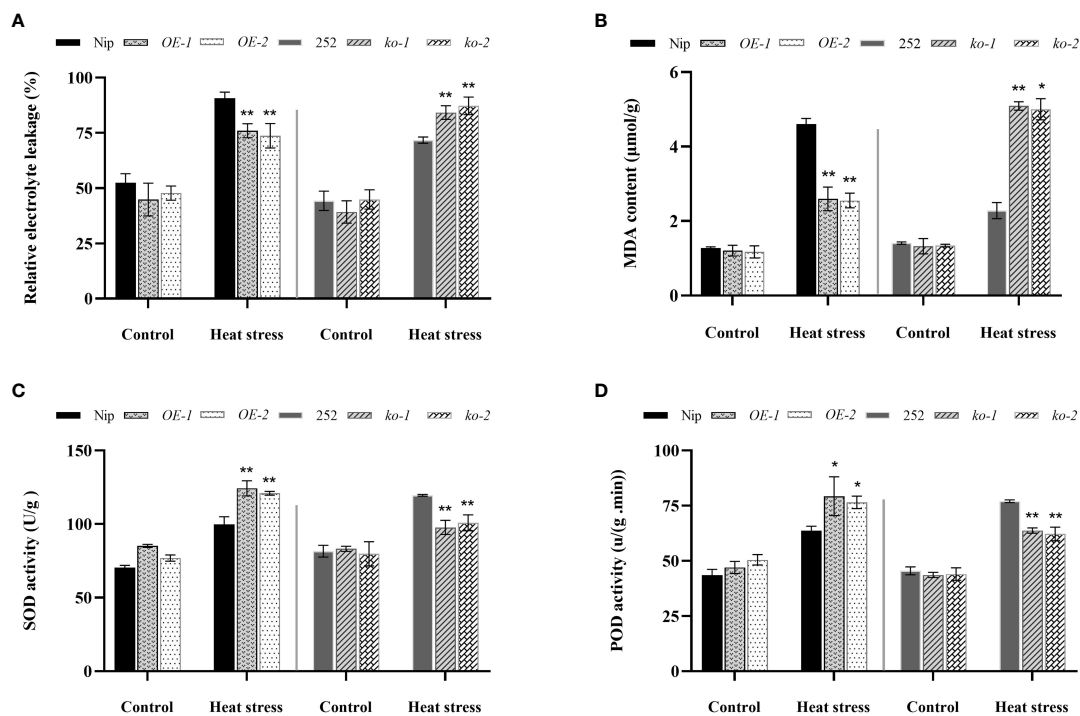 A
Nip OE-1 OE-2 252 ko-1 ko-2
Relative electrolyte leakage (%)
100
75
50
25
0
** ** ** **
Control Heat stress Control Heat stress
B
Nip OE-1 OE-2 252 ko-1 ko-2
MDA content (μmol/g)
6
4
2
0
** ** ** *
Control Heat stress Control Heat stress
C
Nip OE-1 OE-2 252 ko-1 ko-2
SOD activity (U/g )
150
100
50
0
** ** ** **
Control Heat stress Control Heat stress
D
Nip OE-1 OE-2 252 ko-1 ko-2
POD activity (u/(g .min))
100
75
50
25
0
* * ** **
Control Heat stress Control Heat stress